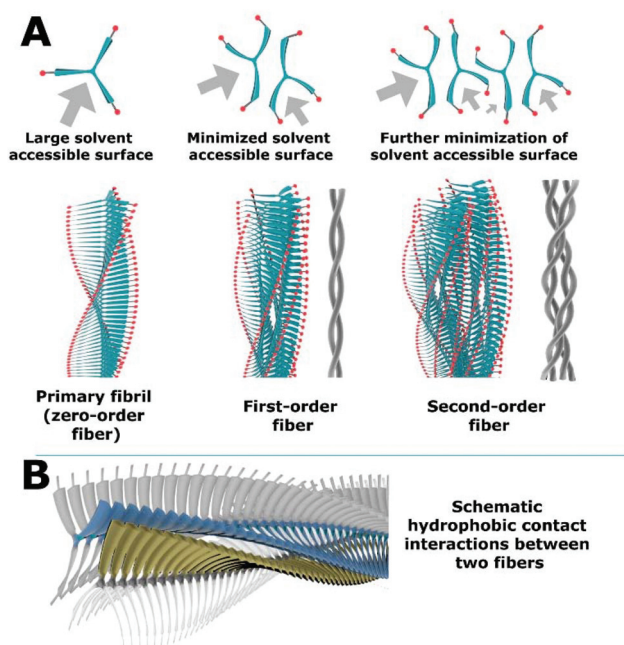 A
Large solvent
accessible surface
Minimized solvent
accessible surface
Further minimization of
solvent accessible surface
Primary fibril
(zero-order
fiber)
First-order
fiber
Second-order
fiber
B
Schematic
hydrophobic contact
interactions between
two fibers